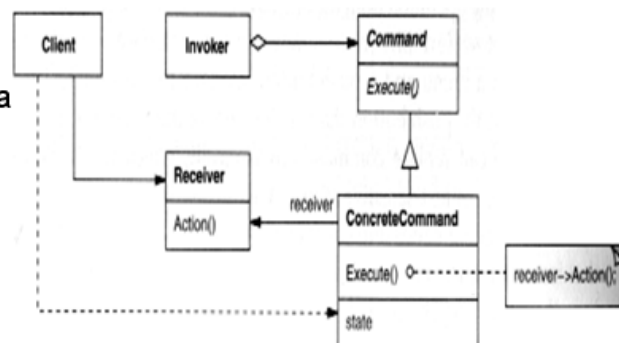 Client
Invoker
Command
Execute()
a
Receiver
Action()
receiver
ConcreteCommand
Execute()
state
receiver->Action();